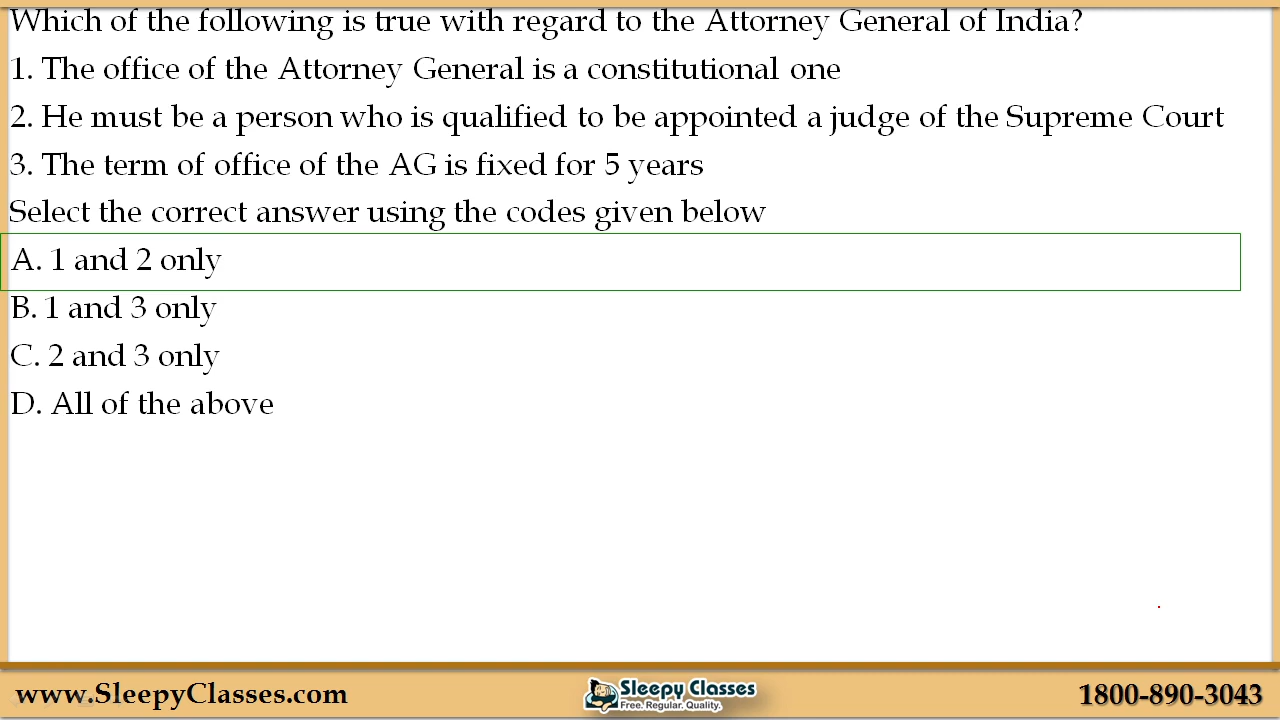 Which of the following is true with regard to the Attorney General of India?
1. The office of the Attorney General is a constitutional one
2. He must be a person who is qualified to be appointed a judge of the Supreme Court
3. The term of office of the AG is fixed for 5 years
Select the correct answer using the codes given below
A. 1 and 2 only
B. 1 and 3 only
C. 2 and 3 only
D. All of the above
www.SleepyClasses.com
Sleepy Classes
Free. Regular. Quality.
1800-890-3043